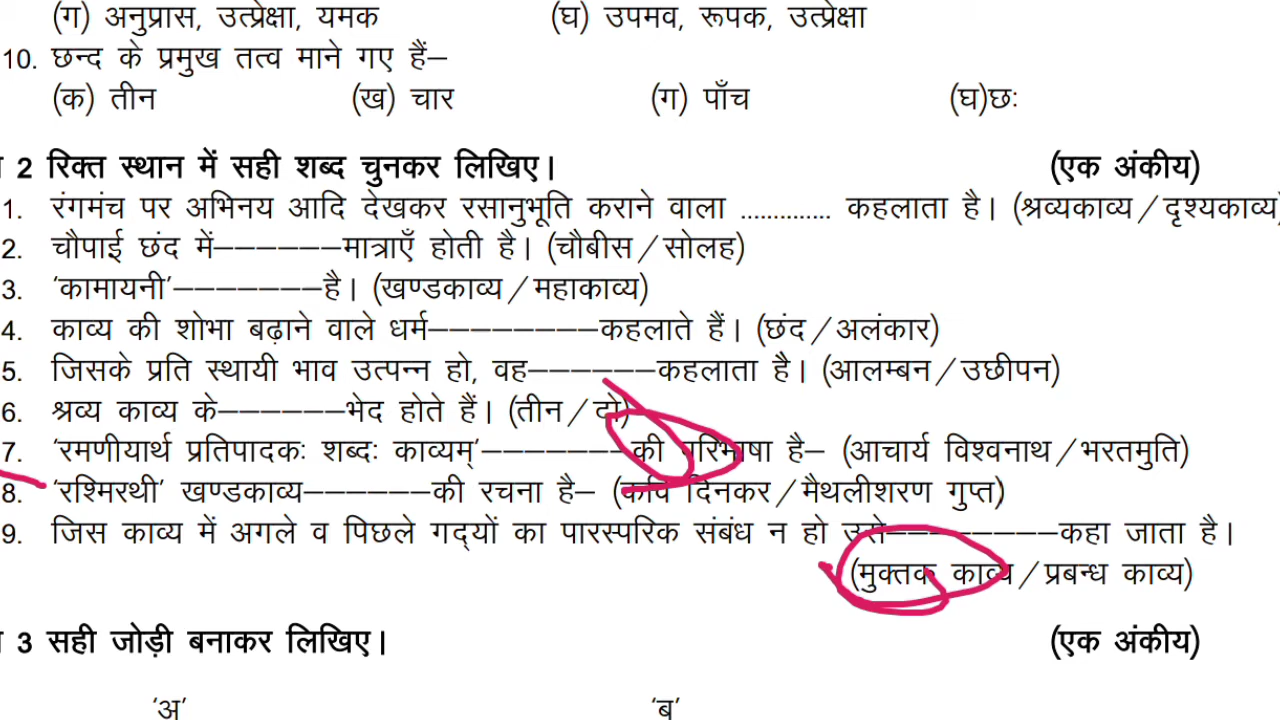 (ग) अनुप्रास, उत्प्रेक्षा, यमक (घ) उपमव, रूपक, उत्प्रेक्षा
10. छन्द के प्रमुख तत्व माने गए हैं–
(क) तीन (ख) चार (ग) पाँच (घ)छः
2 रिक्त स्थान में सही शब्द चुनकर लिखिए। (एक अंकीय)
1. रंगमंच पर अभिनय आदि देखकर रसानुभूति कराने वाला .............. कहलाता है। (श्रव्यकाव्य/दृश्यकाव्य)
2. चौपाई छंद में––––––मात्राएँ होती है। (चौबीस/सोलह)
3. ‘कामायनी’–––––––है। (खण्डकाव्य/महाकाव्य)
4. काव्य की शोभा बढ़ाने वाले धर्म––––––––कहलाते हैं। (छंद/अलंकार)
5. जिसके प्रति स्थायी भाव उत्पन्न हो, वह––––––कहलाता है। (आलम्बन/उछीपन)
6. श्रव्य काव्य के––––––भेद होते हैं। (तीन/दो)
7. ‘रमणीयार्थ प्रतिपादकः शब्दः काव्यम्’–––––––की परिभाषा है– (आचार्य विश्वनाथ/भरतमुति)
8. ‘रश्मिरथी’ खण्डकाव्य––––––की रचना है– (कवि दिनकर/मैथलीशरण गुप्त)
9. जिस काव्य में अगले व पिछले गद्यों का पारस्परिक संबंध न हो उसे––––––––कहा जाता है।
(मुक्तक काव्य/प्रबन्ध काव्य)
3 सही जोड़ी बनाकर लिखिए। (एक अंकीय)
‘अ’ ‘ब’